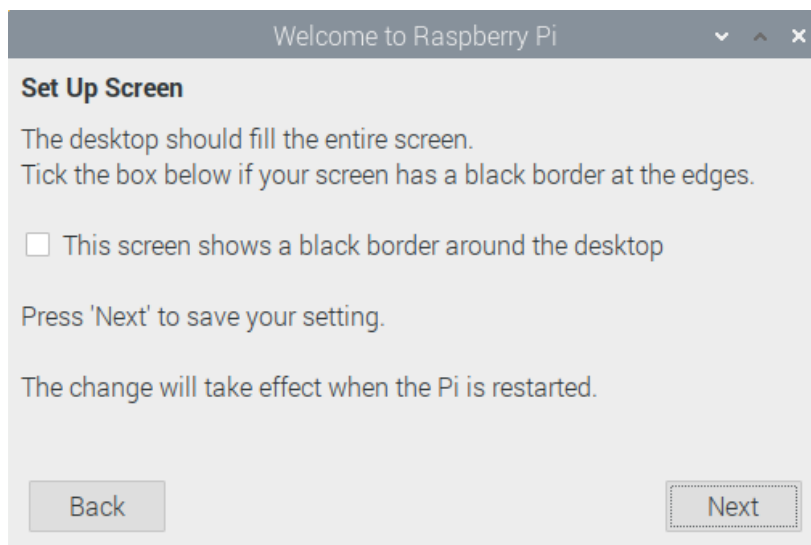 Welcome to Raspberry Pi
Set Up Screen
The desktop should fill the entire screen.
Tick the box below if your screen has a black border at the edges.
This screen shows a black border around the desktop
Press 'Next' to save your setting.
The change will take effect when the Pi is restarted.
Back
Next